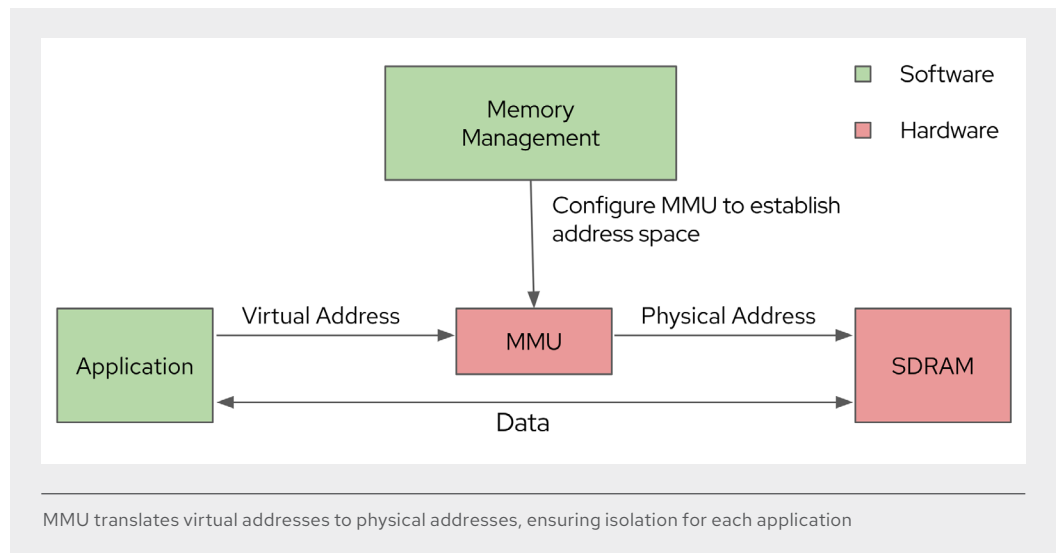 Memory
Management
Software
Hardware
Configure MMU to establish
address space
Application
Virtual Address
MMU
Physical Address
SDRAM
Data
MMU translates virtual addresses to physical addresses, ensuring isolation for each application